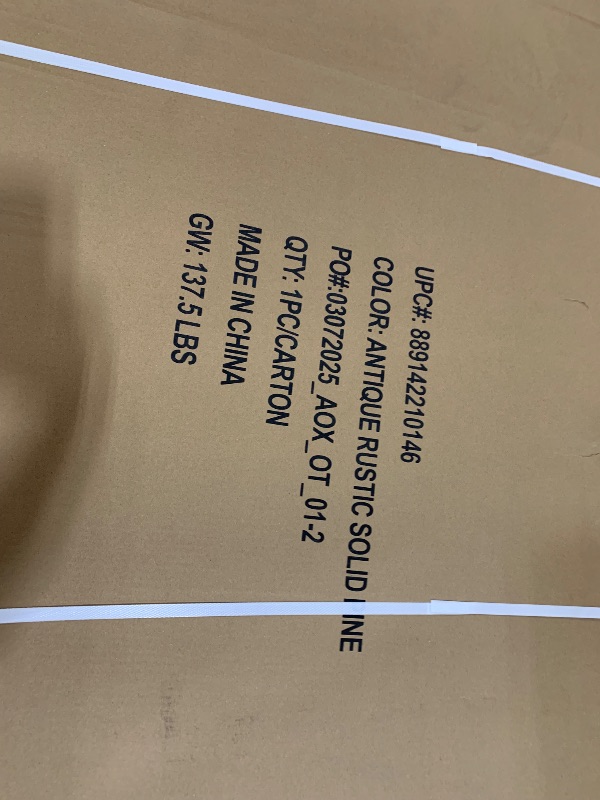 UPC#: 889142210146
COLOR: ANTIQUE RUSTIC SOLID PINE
PO#:03072025_AOX_OT_01-2
QTY: 1PC/CARTON
MADE IN CHINA
GW: 137.5 LBS